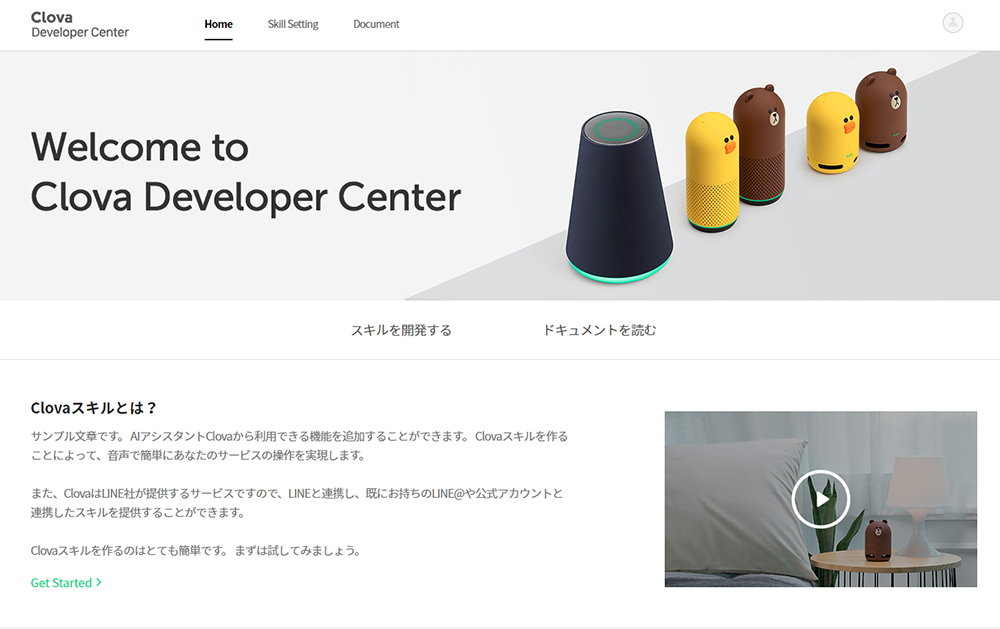 Clova
Developer Center
Home
Skill Setting
Document
Welcome to
Clova Developer Center
スキルを開発する
ドキュメントを読む
Clovaスキルとは？
サンプル文章です。AIアシスタントClovaから利用できる機能を追加することができます。Clovaスキルを作る
ことによって、音声で簡単にあなたのサービスの操作を実現します。
また、ClovaはLINE社が提供するサービスですので、LINEと連携し、既にお持ちのLINE@や公式アカウントと
連携したスキルを提供することができます。
Clovaスキルを作るのはとても簡単です。まずは試してみましょう。
Get Started